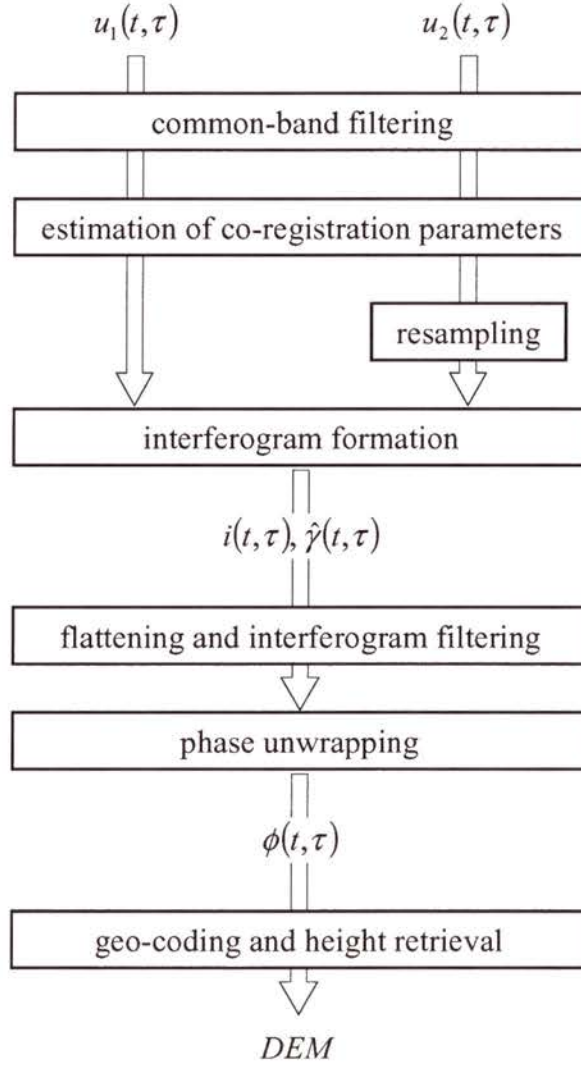 u₁(t,τ) u₂(t,τ)
common-band filtering
estimation of co-registration parameters
resampling
interferogram formation
i(t,τ), γ̂(t,τ)
flattening and interferogram filtering
phase unwrapping
ϕ(t,τ)
geo-coding and height retrieval
DEM